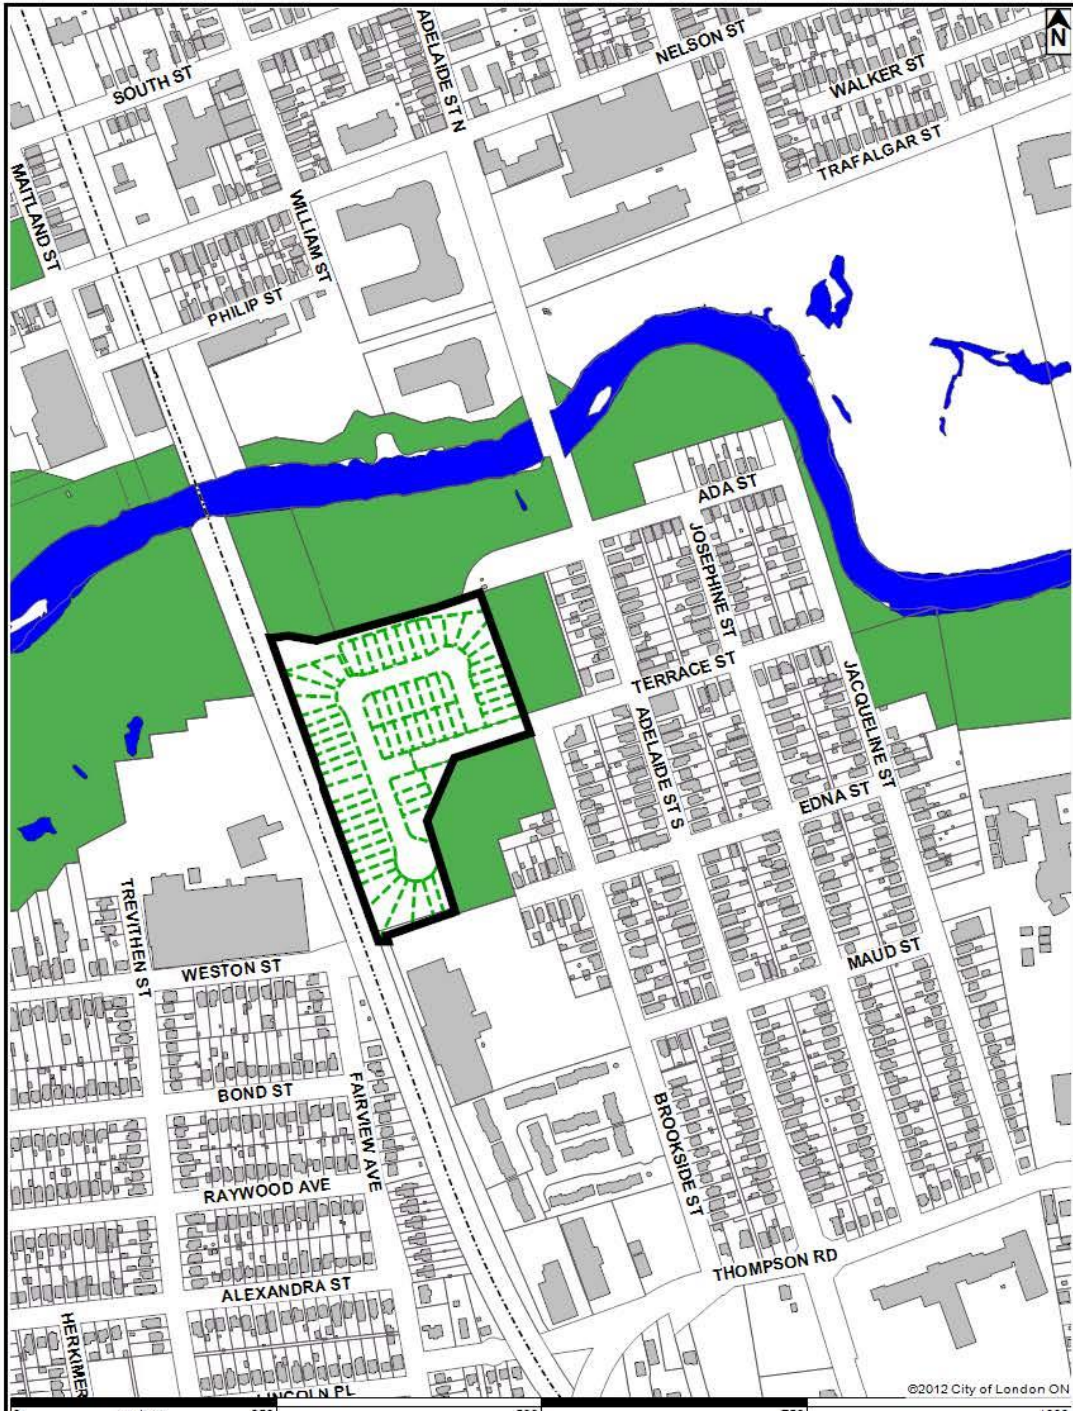 N
NELSON ST
ADELAIDE ST N
SOUTH ST
WALKER ST
TRAFALGAR ST
MAITLAND ST
WILLIAM ST
PHILIP ST
ADA ST
JOSEPHINE ST
TERRACE ST
JACQUELINE ST
ADELAIDE ST S
EDNA ST
TREVITHEN ST
MAUD ST
WESTON ST
BOND ST
FAIRVIEW AVE
BROOKSIDE ST
RAYWOOD AVE
THOMPSON RD
ALEXANDRA ST
HERKIMER
LINCOLN PL
©2012 City of London ON